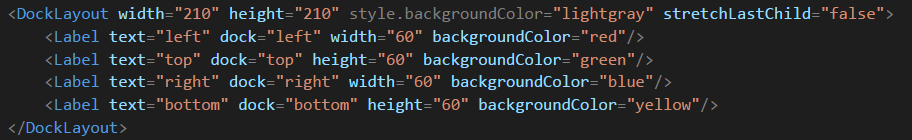 <DockLayout width="210" height="210" style.backgroundColor="lightgray" stretchLastChild="false">
    <Label text="left" dock="left" width="60" backgroundColor="red"/>
    <Label text="top" dock="top" height="60" backgroundColor="green"/>
    <Label text="right" dock="right" width="60" backgroundColor="blue"/>
    <Label text="bottom" dock="bottom" height="60" backgroundColor="yellow"/>
</DockLayout>